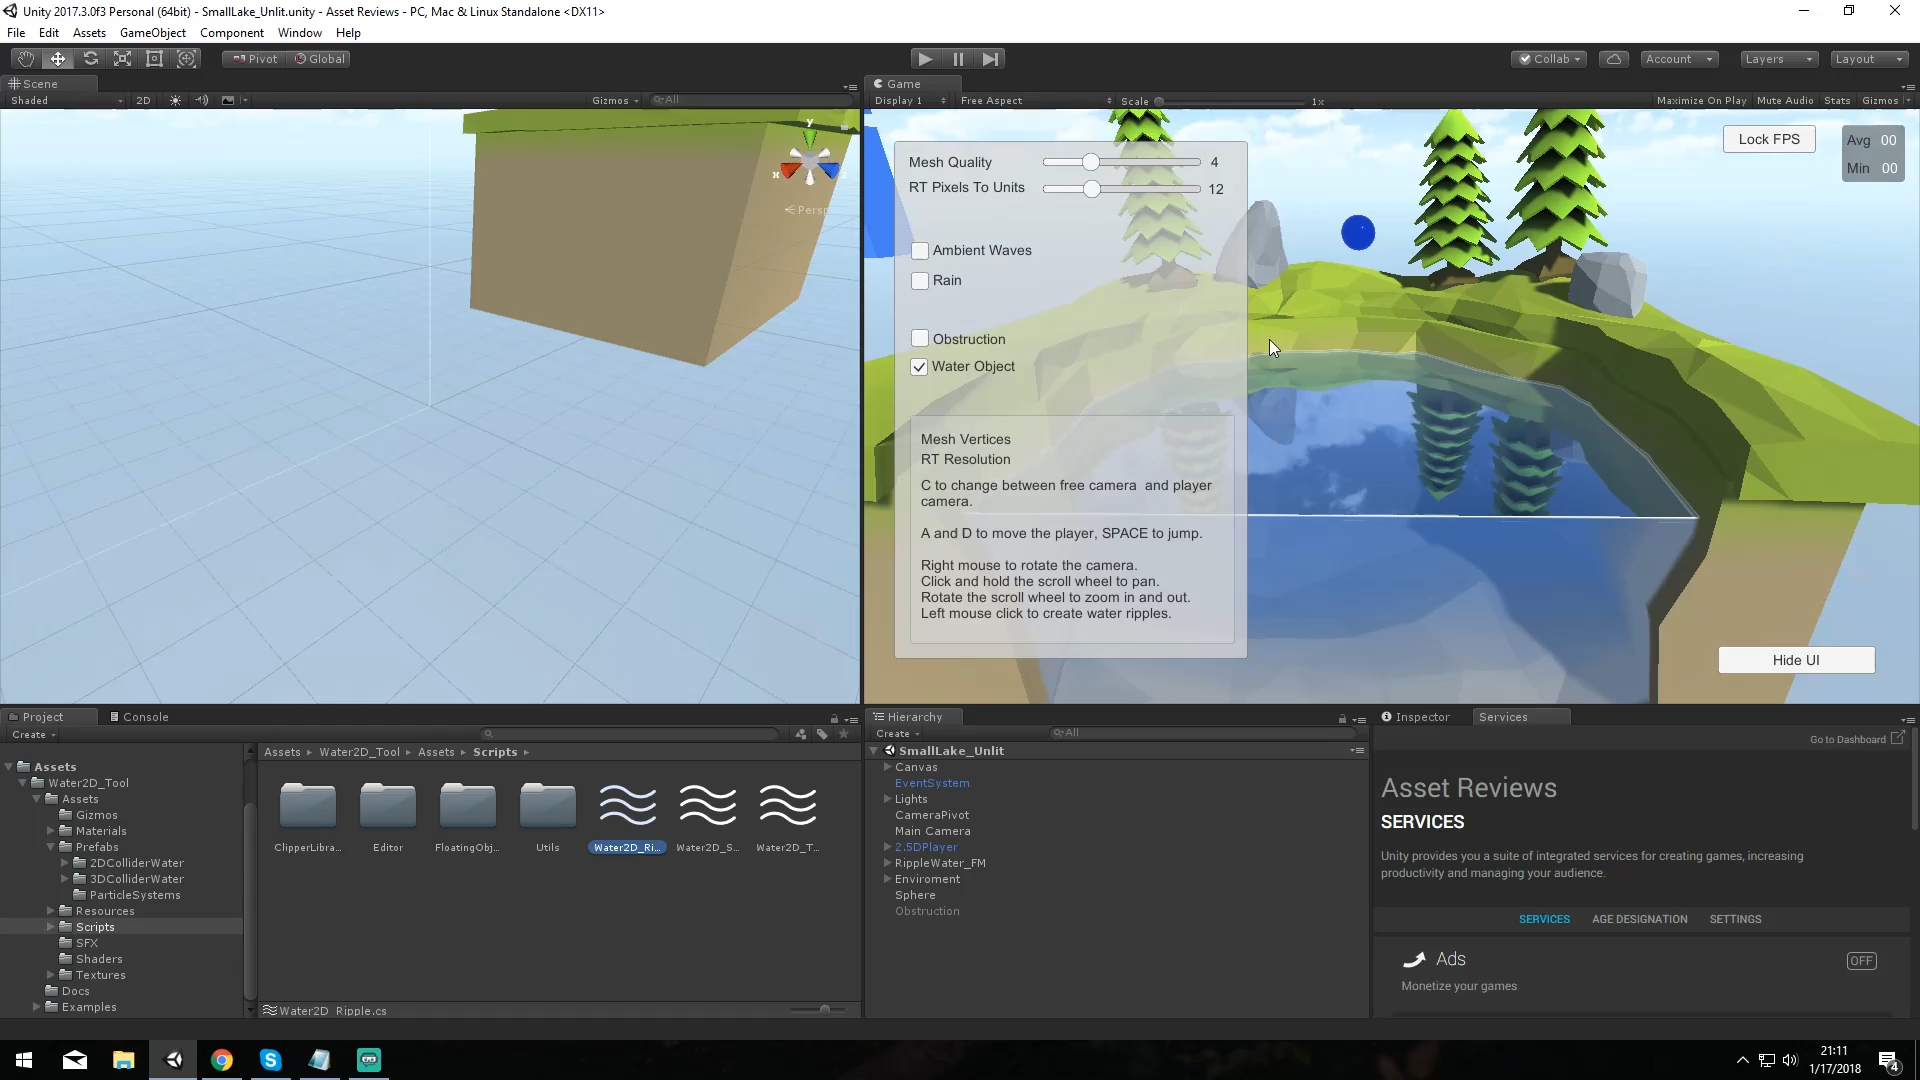 Unity 2017.3.0f3 Personal (64bit) - SmallLake_Unlit.unity - Asset Reviews - PC, Mac & Linux Standalone <DX11>
File Edit Assets GameObject Component Window Help
Pivot Global Collab Account Layers Layout
Scene
Shaded 2D Gizmos All
y
x
z
Persp
Game
Display 1 Free Aspect Scale 1x Maximize On Play Mute Audio Stats Gizmos
Mesh Quality 4
RT Pixels To Units 12
Ambient Waves
Rain
Obstruction
Water Object
Mesh Vertices
RT Resolution
C to change between free camera and player
camera.
A and D to move the player, SPACE to jump.
Right mouse to rotate the camera.
Click and hold the scroll wheel to pan.
Rotate the scroll wheel to zoom in and out.
Left mouse click to create water ripples.
Lock FPS
Avg 00
Min 00
Hide UI
Project Console
Create
Assets
Water2D_Tool
Assets
Gizmos
Materials
Prefabs
2DColliderWater
3DColliderWater
ParticleSystems
Resources
Scripts
SFX
Shaders
Textures
Docs
Examples
Assets Water2D_Tool Assets Scripts
ClipperLibra... Editor FloatingObj... Utils Water2D_Ri... Water2D_S... Water2D_T...
Water2D_Ripple.cs
Hierarchy
Create All
SmallLake_Unlit
Canvas
EventSystem
Lights
CameraPivot
Main Camera
2.5DPlayer
RippleWater_FM
Enviroment
Sphere
Obstruction
Inspector Services
Go to Dashboard
Asset Reviews
SERVICES
Unity provides you a suite of integrated services for creating games, increasing
productivity and managing your audience.
SERVICES AGE DESIGNATION SETTINGS
Ads OFF
Monetize your games
21:11
1/17/2018
4